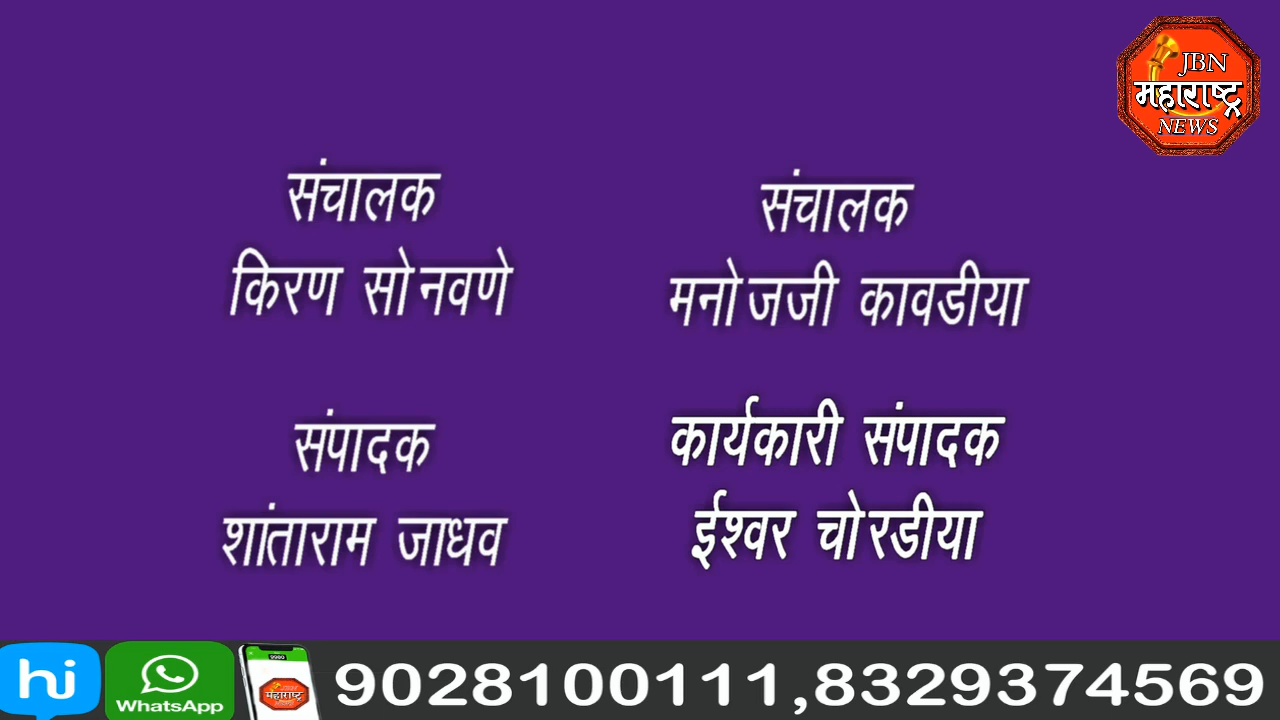 JBN
महाराष्ट्र
NEWS
संचालक
किरण सोनवणे
संचालक
मनोजजी कावडीया
संपादक
शांताराम जाधव
कार्यकारी संपादक
ईश्वर चोरडीया
hi
WhatsApp
महाराष्ट्र
9028100111,8329374569